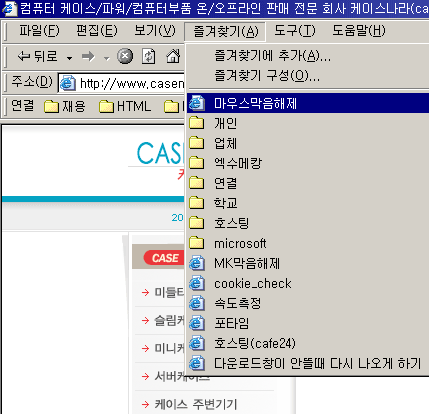 컴퓨터 케이스/파워/컴퓨터부품 온/오프라인 판매 전문 회사 케이스나라(ca
파일(F) 편집(E) 보기(V) 즐겨찾기(A) 도구(T) 도움말(H)
뒤로
즐겨찾기에 추가(A)...
즐겨찾기 구성(O)...
주소(D) http://www.casen
연결 재용 HTML
마우스막음해제
개인
업체
엑수메캉
연결
학교
호스팅
microsoft
MK막음해제
cookie_check
속도측정
포타임
호스팅(cafe24)
다운로드창이 안뜰때 다시 나오게 하기
CASE
20
CASE
미들타
슬림케
미니케
서버케이스
케이스 주변기기